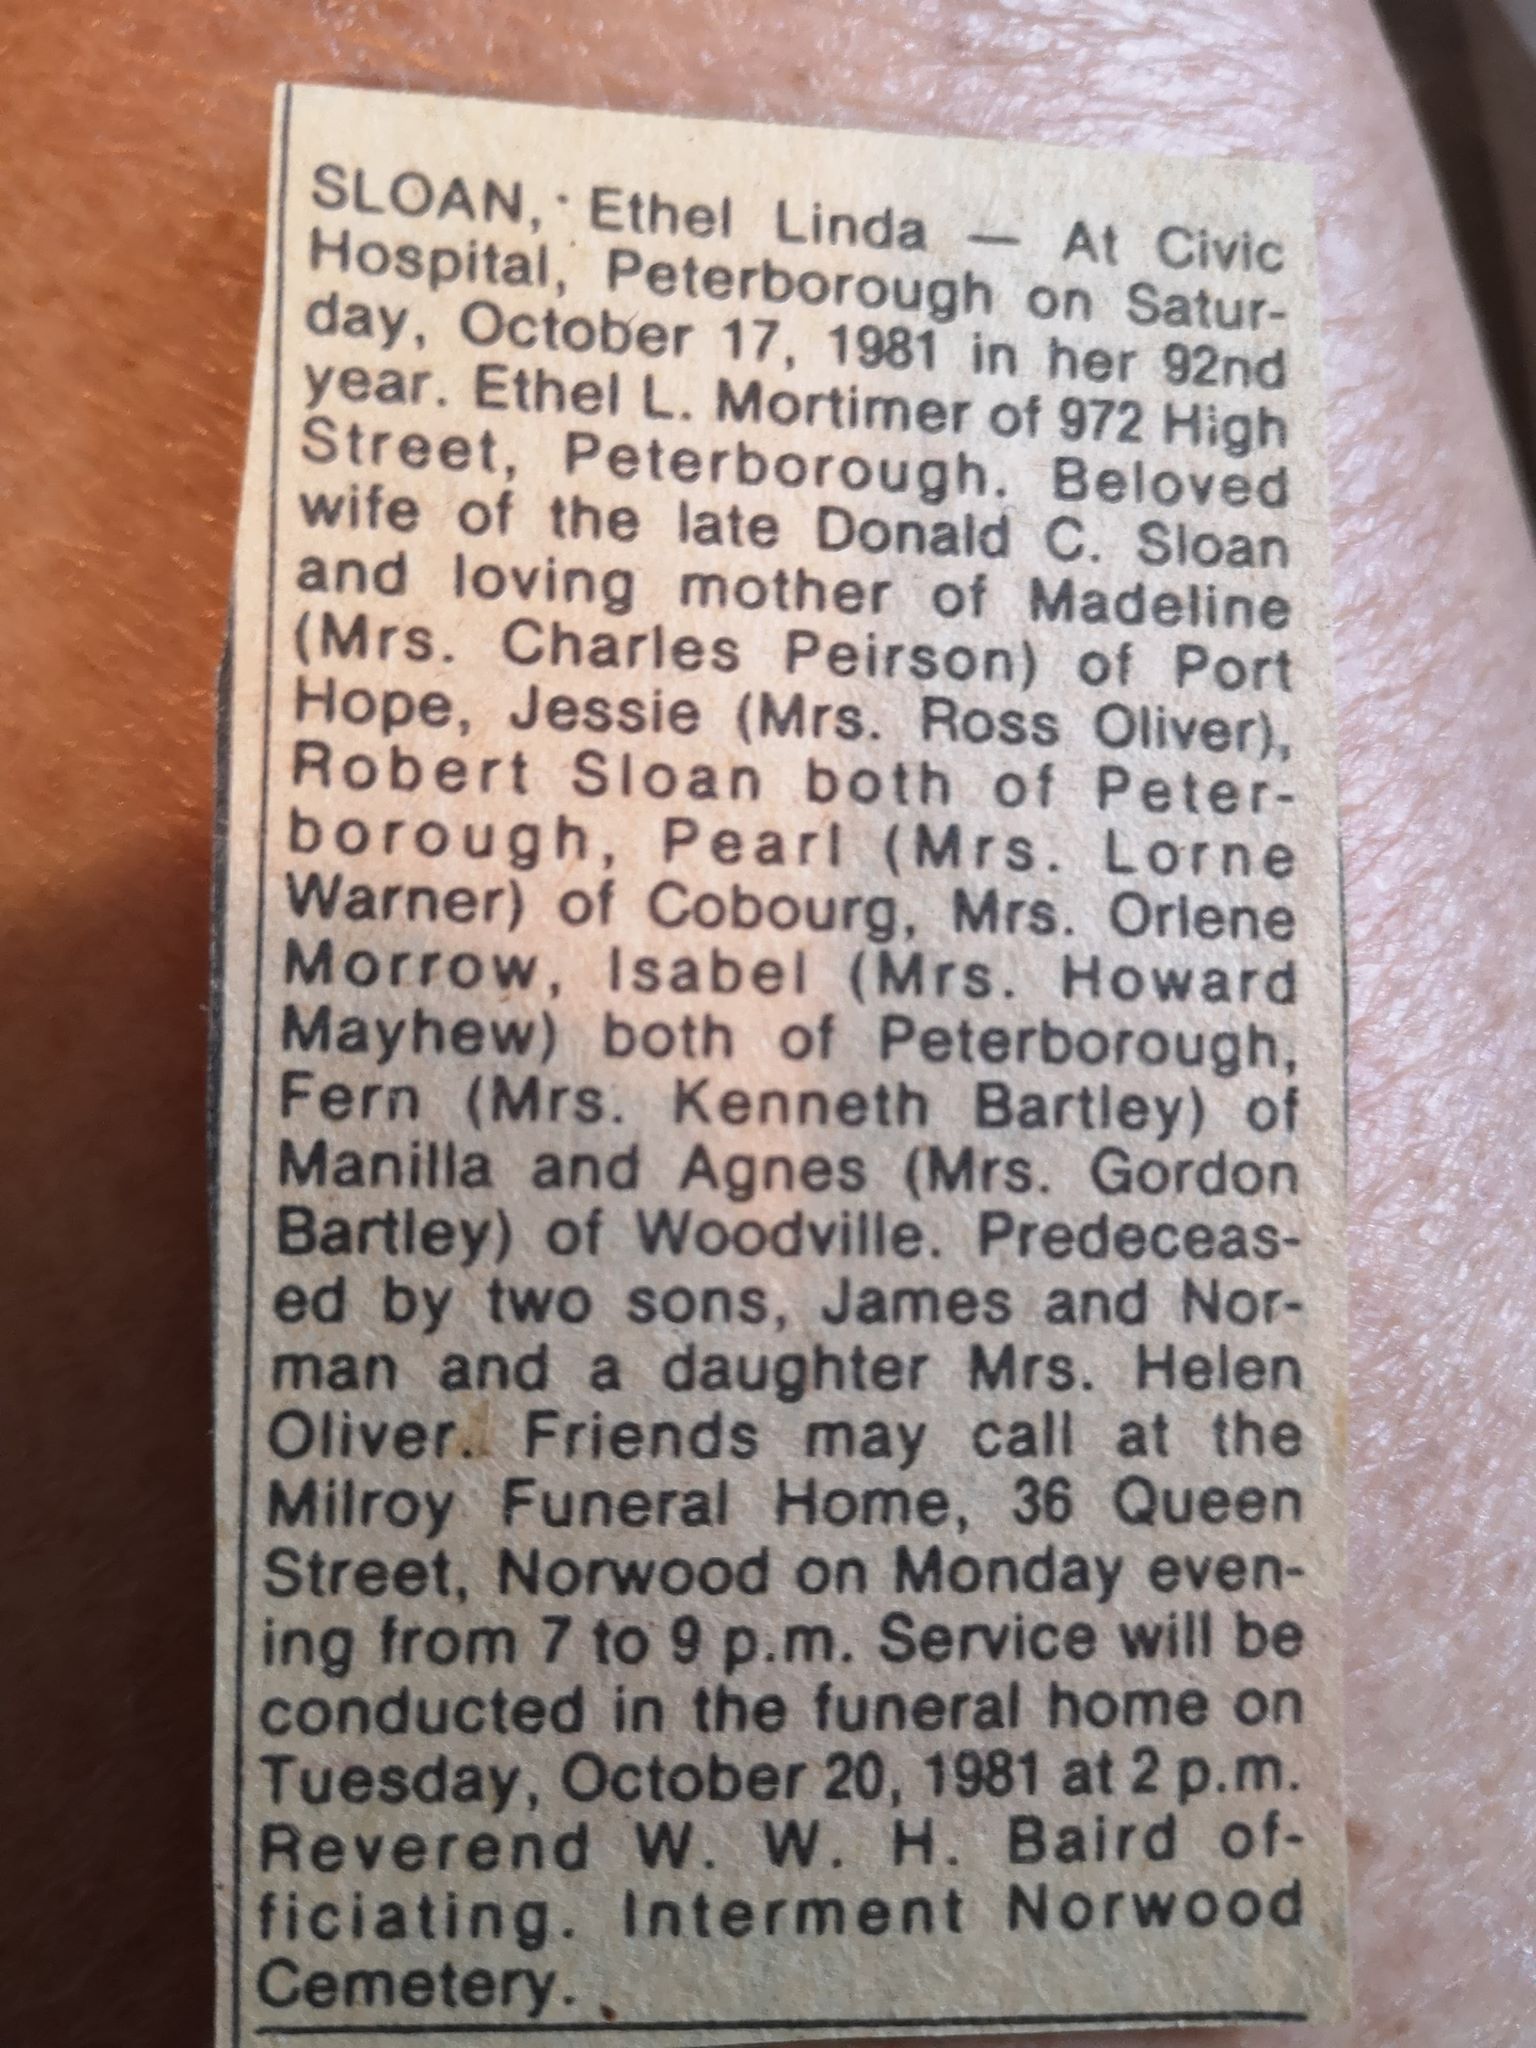 SLOAN, Ethel Linda — At Civic
Hospital, Peterborough on Satur-
day, October 17, 1981 in her 92nd
year. Ethel L. Mortimer of 972 High
Street, Peterborough. Beloved
wife of the late Donald C. Sloan
and loving mother of Madeline
(Mrs. Charles Peirson) of Port
Hope, Jessie (Mrs. Ross Oliver),
Robert Sloan both of Peter-
borough, Pearl (Mrs. Lorne
Warner) of Cobourg, Mrs. Orlene
Morrow, Isabel (Mrs. Howard
Mayhew) both of Peterborough,
Fern (Mrs. Kenneth Bartley) of
Manilla and Agnes (Mrs. Gordon
Bartley) of Woodville. Predeceas-
ed by two sons, James and Nor-
man and a daughter Mrs. Helen
Oliver. Friends may call at the
Milroy Funeral Home, 36 Queen
Street, Norwood on Monday even-
ing from 7 to 9 p.m. Service will be
conducted in the funeral home on
Tuesday, October 20, 1981 at 2 p.m.
Reverend W. W. H. Baird of-
ficiating. Interment Norwood
Cemetery.